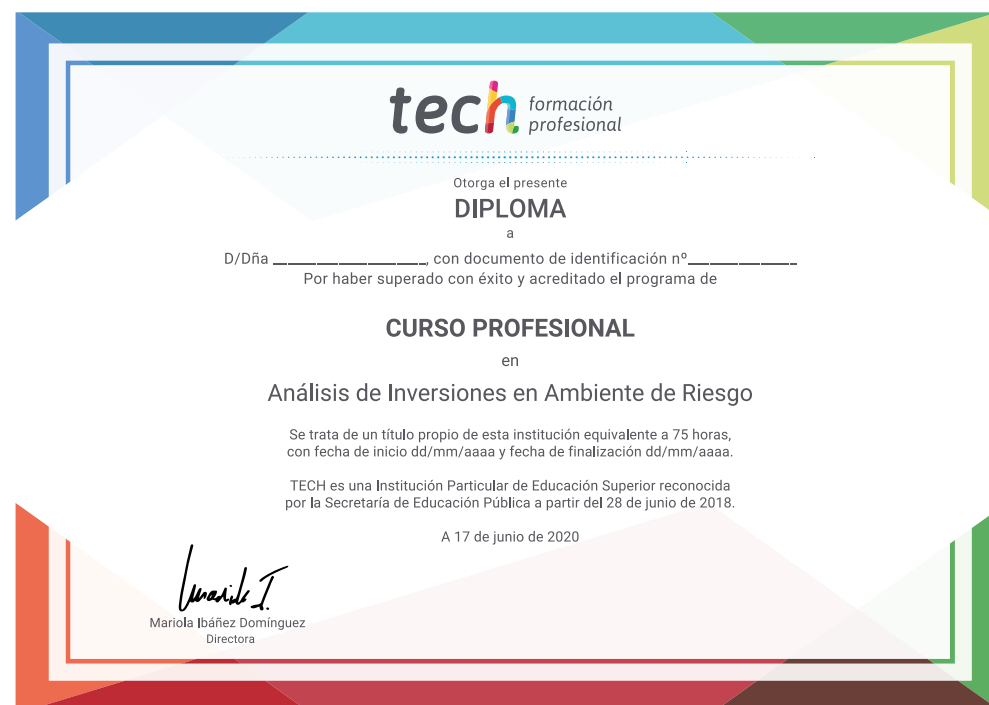 tech formación
profesional
Otorga el presente
DIPLOMA
a
D/Dña ____________________, con documento de identificación nº______________
Por haber superado con éxito y acreditado el programa de
CURSO PROFESIONAL
en
Análisis de Inversiones en Ambiente de Riesgo
Se trata de un título propio de esta institución equivalente a 75 horas,
con fecha de inicio dd/mm/aaaa y fecha de finalización dd/mm/aaaa.
TECH es una Institución Particular de Educación Superior reconocida
por la Secretaría de Educación Pública a partir del 28 de junio de 2018.
A 17 de junio de 2020
Mariola Ibáñez Domínguez
Directora